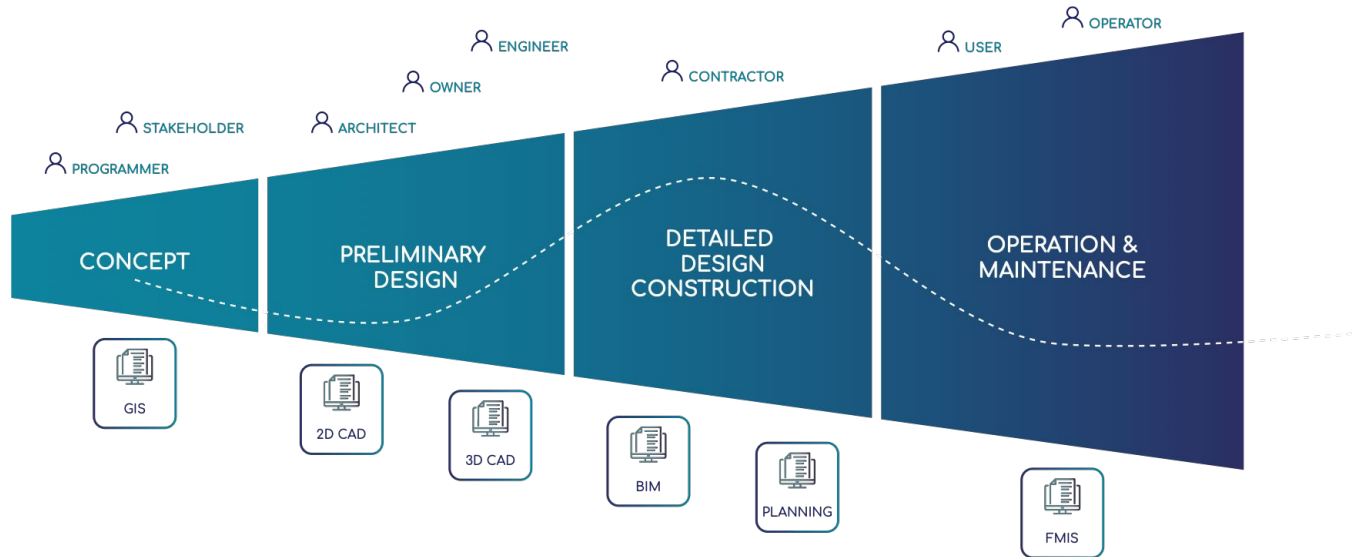 OPERATOR
ENGINEER
USER
OWNER
CONTRACTOR
STAKEHOLDER
ARCHITECT
PROGRAMMER
CONCEPT
PRELIMINARY
DESIGN
DETAILED
DESIGN
CONSTRUCTION
OPERATION &
MAINTENANCE
GIS
2D CAD
3D CAD
BIM
PLANNING
FMIS